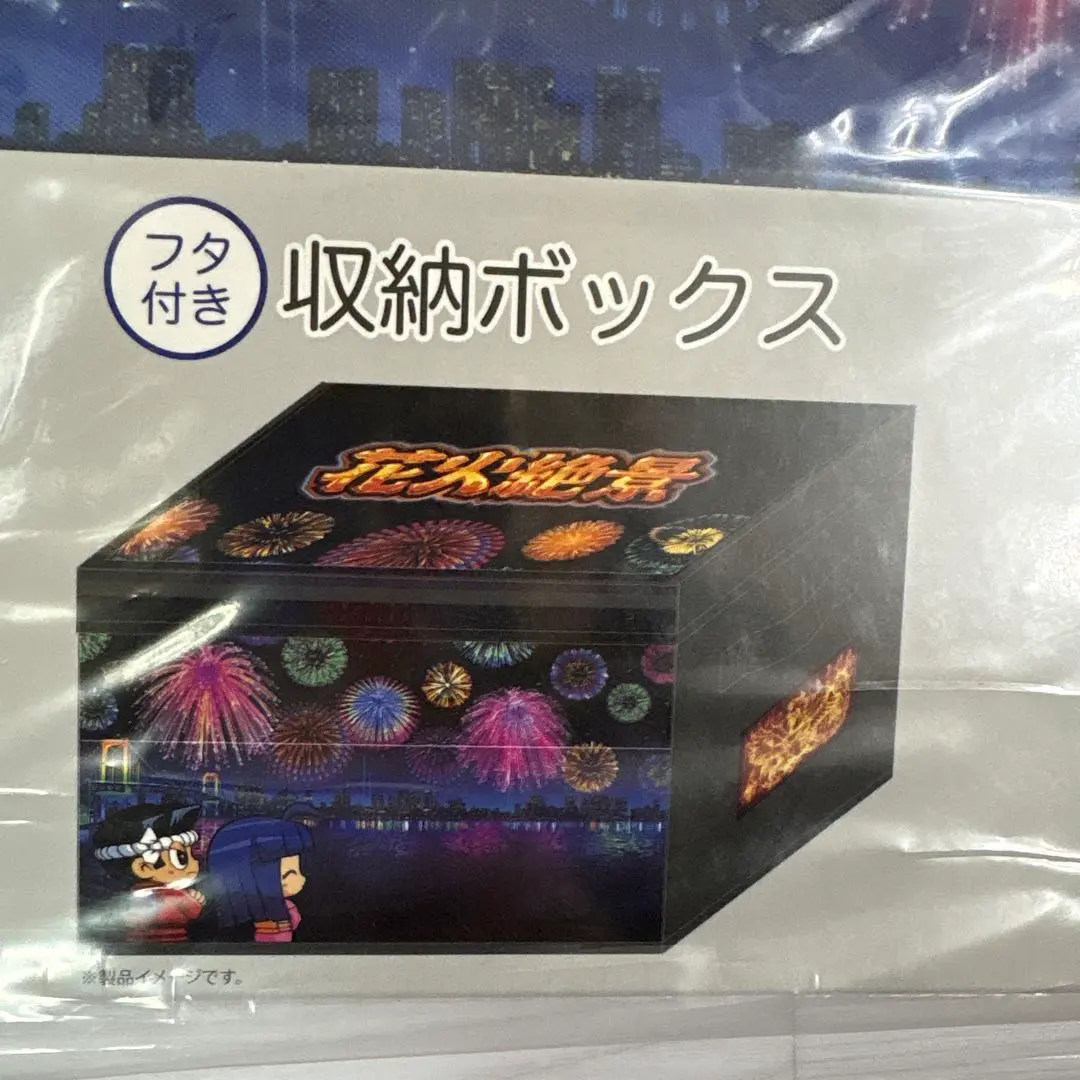 フタ
付き
収納ボックス
花火絶景
※製品イメージです。